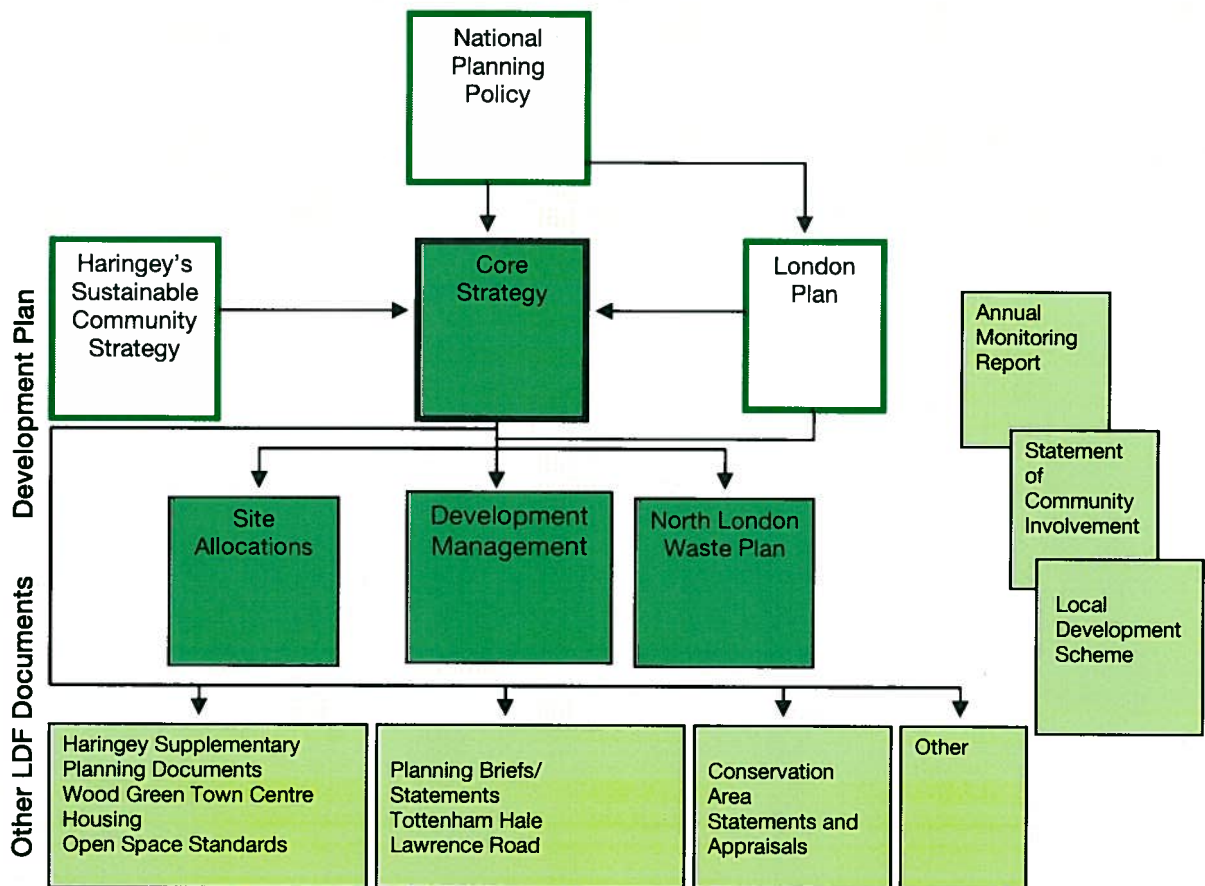 National
Planning
Policy
Haringey's
Sustainable
Community
Strategy
Core
Strategy
London
Plan
Annual
Monitoring
Report
Statement
of
Community
Involvement
Local
Development
Scheme
Development Plan
Site
Allocations
Development
Management
North London
Waste Plan
Other LDF Documents
Haringey Supplementary
Planning Documents
Wood Green Town Centre
Housing
Open Space Standards
Planning Briefs/
Statements
Tottenham Hale
Lawrence Road
Conservation
Area
Statements and
Appraisals
Other